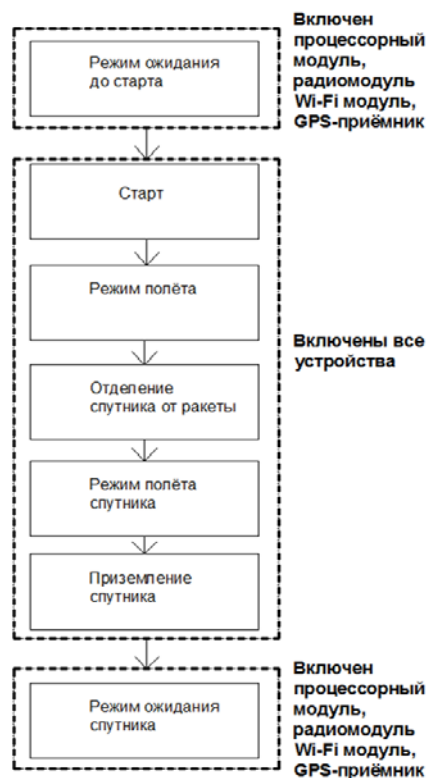 Включен
процессорный
модуль,
радиомодуль
Wi-Fi модуль,
GPS-приёмник
Режим ожидания
до старта
Старт
Режим полёта
Отделение
спутника от ракеты
Режим полёта
спутника
Приземление
спутника
Включены все
устройства
Включен
процессорный
модуль,
радиомодуль
Wi-Fi модуль,
GPS-приёмник
Режим ожидания
спутника